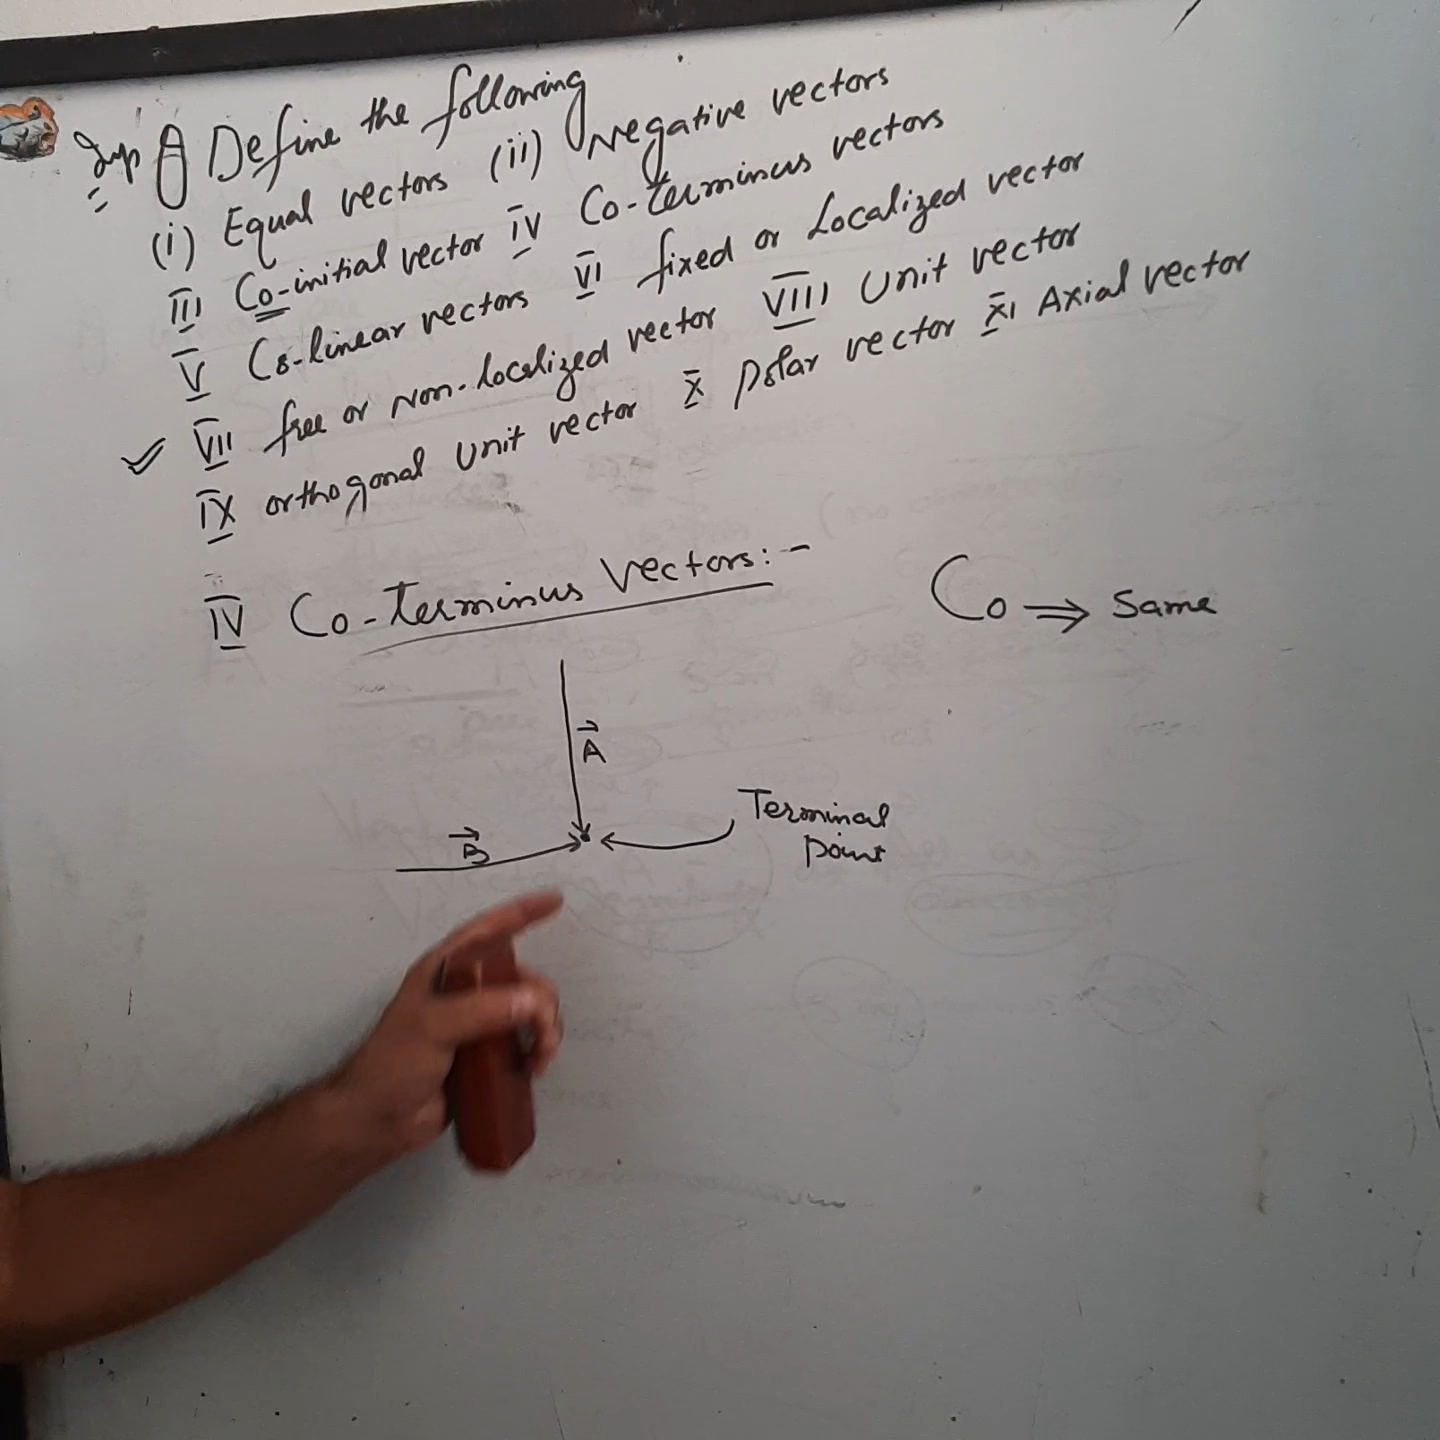 Imp Q Define the following
(i) Equal vectors (ii) Negative vectors
III Co-initial vector IV Co-terminus vectors
V Co-linear vectors VI fixed or Localized vector
VII free or Non-localized vector VIII Unit vector
IX orthogonal Unit vector X Polar vector XI Axial vector
IV Co-Terminus Vectors:-
Co ⇒ Same
A
B
Terminal
point